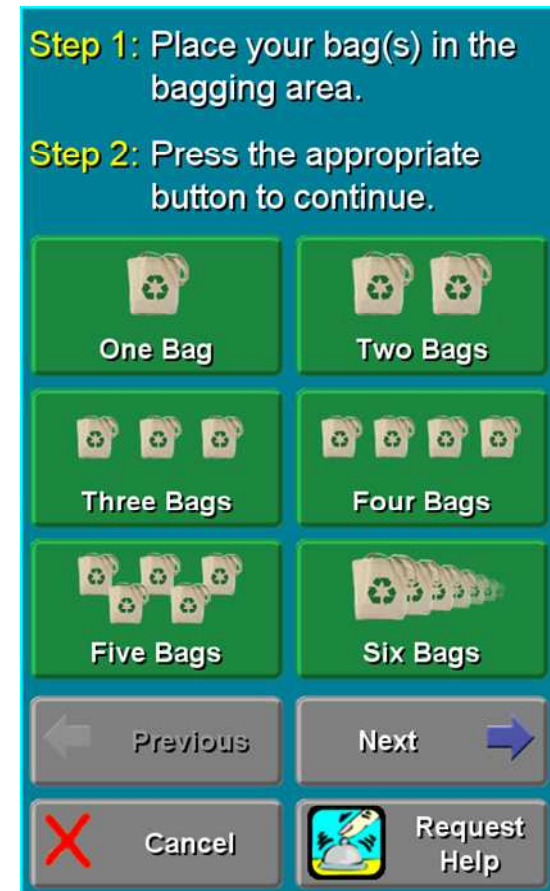 Step 1: Place your bag(s) in the
bagging area.
Step 2: Press the appropriate
button to continue.
One Bag
Two Bags
Three Bags
Four Bags
Five Bags
Six Bags
Previous
Next
Cancel
Request
Help